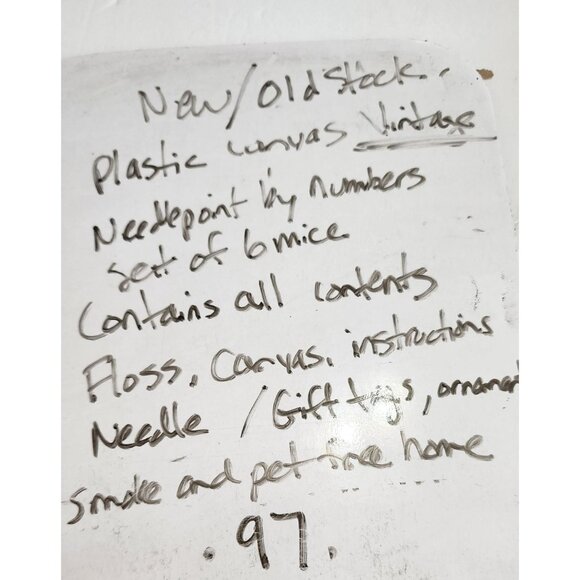 New/Old Stock.
Plastic canvas Vintage
Needlepoint by numbers
Set of 6 mice
Contains all contents
Floss, Canvas, instructions
Needle / Gift tags, ornament
Smoke and pet free home
.97.